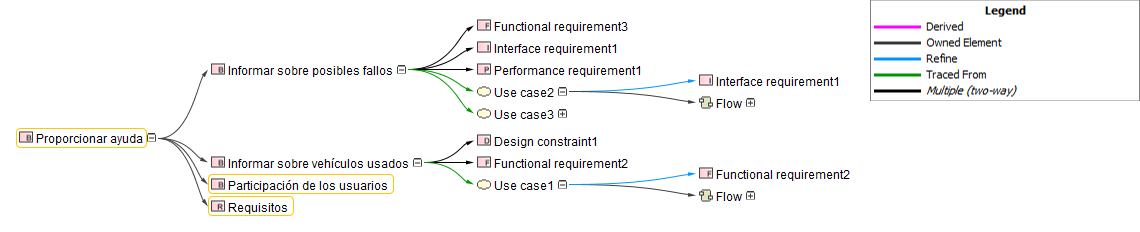 Legend
Derived
Owned Element
Refine
Traced From
Multiple (two-way)
Proporcionar ayuda
B Informar sobre posibles fallos
F Functional requirement3
I Interface requirement1
P Performance requirement1
Use case2
I Interface requirement1
Flow
Use case3
B Informar sobre vehículos usados
D Design constraint1
F Functional requirement2
Use case1
F Functional requirement2
Flow
B Participación de los usuarios
R Requisitos